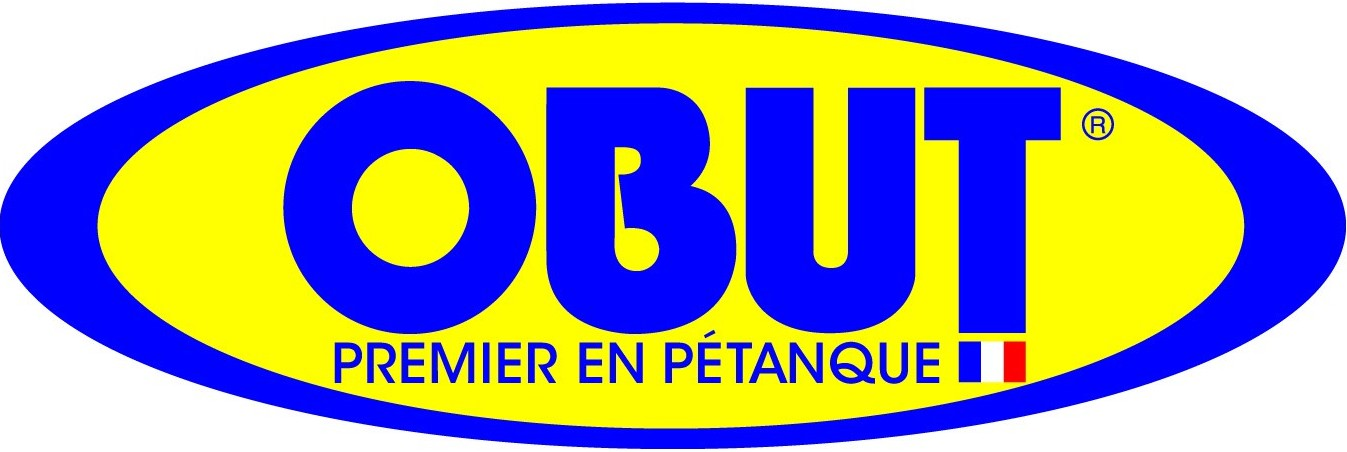 OBUT ®
PREMIER EN PÉTANQUE